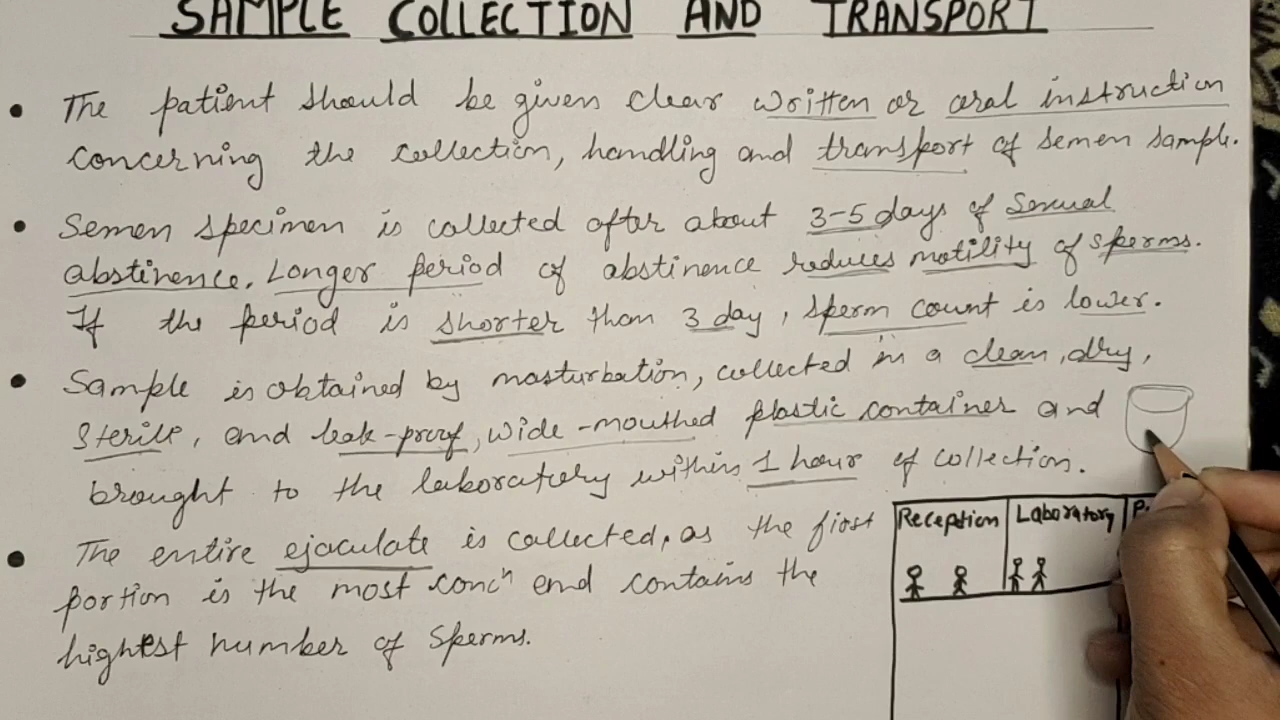 SAMPLE COLLECTION AND TRANSPORT
• The patient should be given clear written or oral instruction
concerning the collection, handling and transport of semen sample.
• Semen specimen is collected after about 3-5 days of Sexual
abstinence. Longer period of abstinence reduces motility of sperms.
If the period is shorter than 3 day, sperm count is lower.
• Sample is obtained by masturbation, collected in a clean, dry,
sterile, and leak-proof, wide-mouthed plastic container and
brought to the laboratory within 1 hour of collection.
• The entire ejaculate is collected, as the first
portion is the most concⁿ and contains the
highest number of sperms.
Reception Laboratory